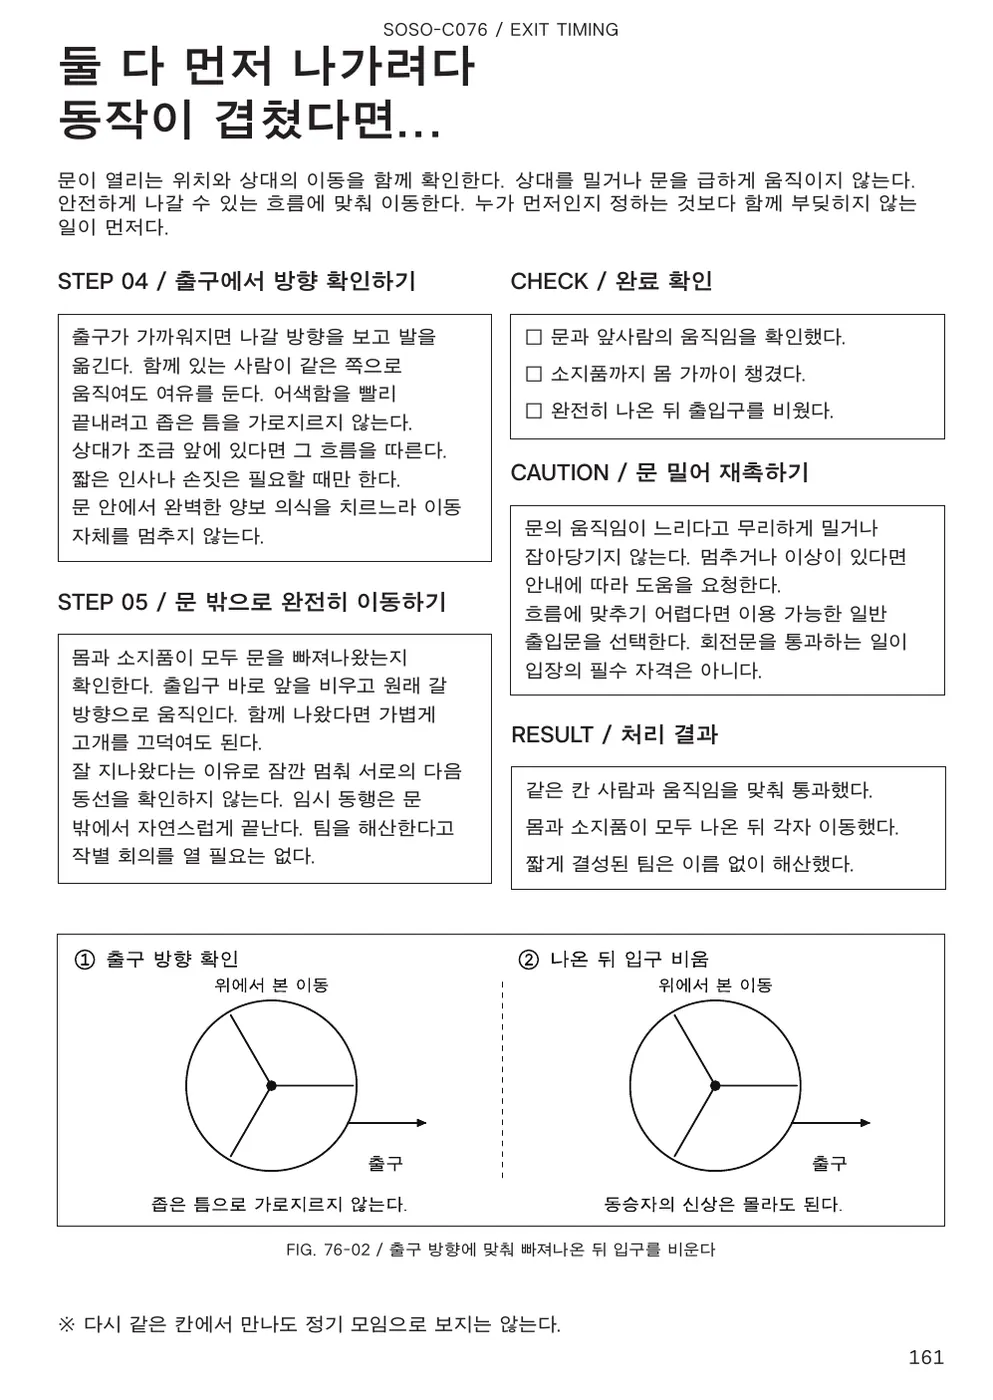 SOSO-C076 / EXIT TIMING
둘 다 먼저 나가려다
동작이 겹쳤다면...
문이 열리는 위치와 상대의 이동을 함께 확인한다. 상대를 밀거나 문을 급하게 움직이지 않는다.
안전하게 나갈 수 있는 흐름에 맞춰 이동한다. 누가 먼저인지 정하는 것보다 함께 부딪히지 않는
일이 먼저다.
STEP 04 / 출구에서 방향 확인하기
출구가 가까워지면 나갈 방향을 보고 발을
옮긴다. 함께 있는 사람이 같은 쪽으로
움직여도 여유를 둔다. 어색함을 빨리
끝내려고 좁은 틈을 가로지르지 않는다.
상대가 조금 앞에 있다면 그 흐름을 따른다.
짧은 인사나 손짓은 필요할 때만 한다.
문 안에서 완벽한 양보 의식을 치르느라 이동
자체를 멈추지 않는다.
STEP 05 / 문 밖으로 완전히 이동하기
몸과 소지품이 모두 문을 빠져나왔는지
확인한다. 출입구 바로 앞을 비우고 원래 갈
방향으로 움직인다. 함께 나왔다면 가볍게
고개를 끄덕여도 된다.
잘 지나왔다는 이유로 잠깐 멈춰 서로의 다음
동선을 확인하지 않는다. 임시 동행은 문
밖에서 자연스럽게 끝난다. 팀을 해산한다고
작별 회의를 열 필요는 없다.
CHECK / 완료 확인
□ 문과 앞사람의 움직임을 확인했다.
□ 소지품까지 몸 가까이 챙겼다.
□ 완전히 나온 뒤 출입구를 비웠다.
CAUTION / 문 밀어 재촉하기
문의 움직임이 느리다고 무리하게 밀거나
잡아당기지 않는다. 멈추거나 이상이 있다면
안내에 따라 도움을 요청한다.
흐름에 맞추기 어렵다면 이용 가능한 일반
출입문을 선택한다. 회전문을 통과하는 일이
입장의 필수 자격은 아니다.
RESULT / 처리 결과
같은 칸 사람과 움직임을 맞춰 통과했다.
몸과 소지품이 모두 나온 뒤 각자 이동했다.
짧게 결성된 팀은 이름 없이 해산했다.
① 출구 방향 확인
위에서 본 이동
출구
좁은 틈으로 가로지르지 않는다.
② 나온 뒤 입구 비움
위에서 본 이동
출구
동승자의 신상은 몰라도 된다.
FIG. 76-02 / 출구 방향에 맞춰 빠져나온 뒤 입구를 비운다
※ 다시 같은 칸에서 만나도 정기 모임으로 보지는 않는다.
161